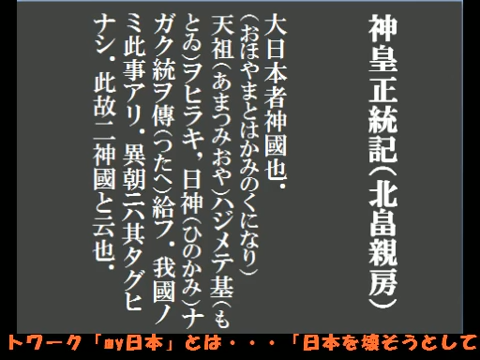 神皇正統記(北畠親房)
大日本者神國也.
(おほやまとはかみのくになり)
天祖(あまつみおや)ハジメテ基(も
とゐ)ヲヒラキ,日神(ひのかみ)ナ
ガク統ヲ傳(つたへ)給フ.我國ノ
ミ此事アリ.異朝ニハ其タグヒ
ナシ.此故ニ神國と云也.
トワーク「my日本」とは・・・「日本を壊そうとして